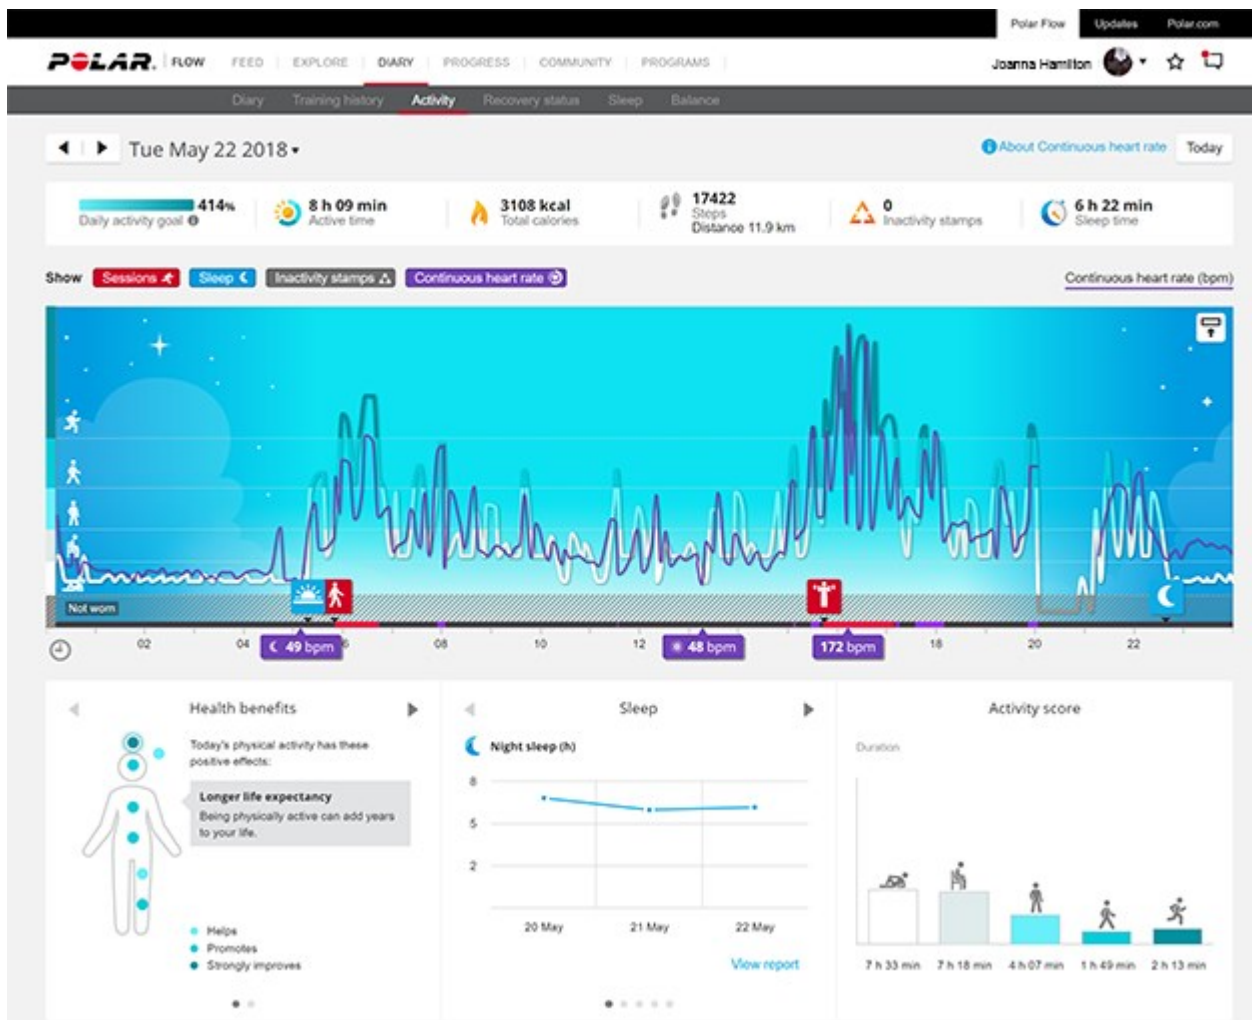 Polar Flow Updates Polar.com
POLAR. FLOW FEED EXPLORE DIARY PROGRESS COMMUNITY PROGRAMS Joanna Hamilton
Diary Training history Activity Recovery status Sleep Balance
Tue May 22 2018 About Continuous heart rate Today
414% 8 h 09 min 3108 kcal 17422 0 6 h 22 min
Daily activity goal Active time Total calories Steps Inactivity stamps Sleep time
Distance 11.9 km
Show Sessions Sleep Inactivity stamps Continuous heart rate Continuous heart rate (bpm)
Not worn
02 04 6 08 10 12 16 18 20 22
49 bpm 48 bpm 172 bpm
Health benefits Sleep Activity score
Today's physical activity has these
positive effects:
Longer life expectancy
Being physically active can add years
to your life.
Helps
Promotes
Strongly improves
Night sleep (h)
8
5
2
20 May 21 May 22 May
View report
Duration
7 h 33 min 7 h 18 min 4 h 07 min 1 h 49 min 2 h 13 min